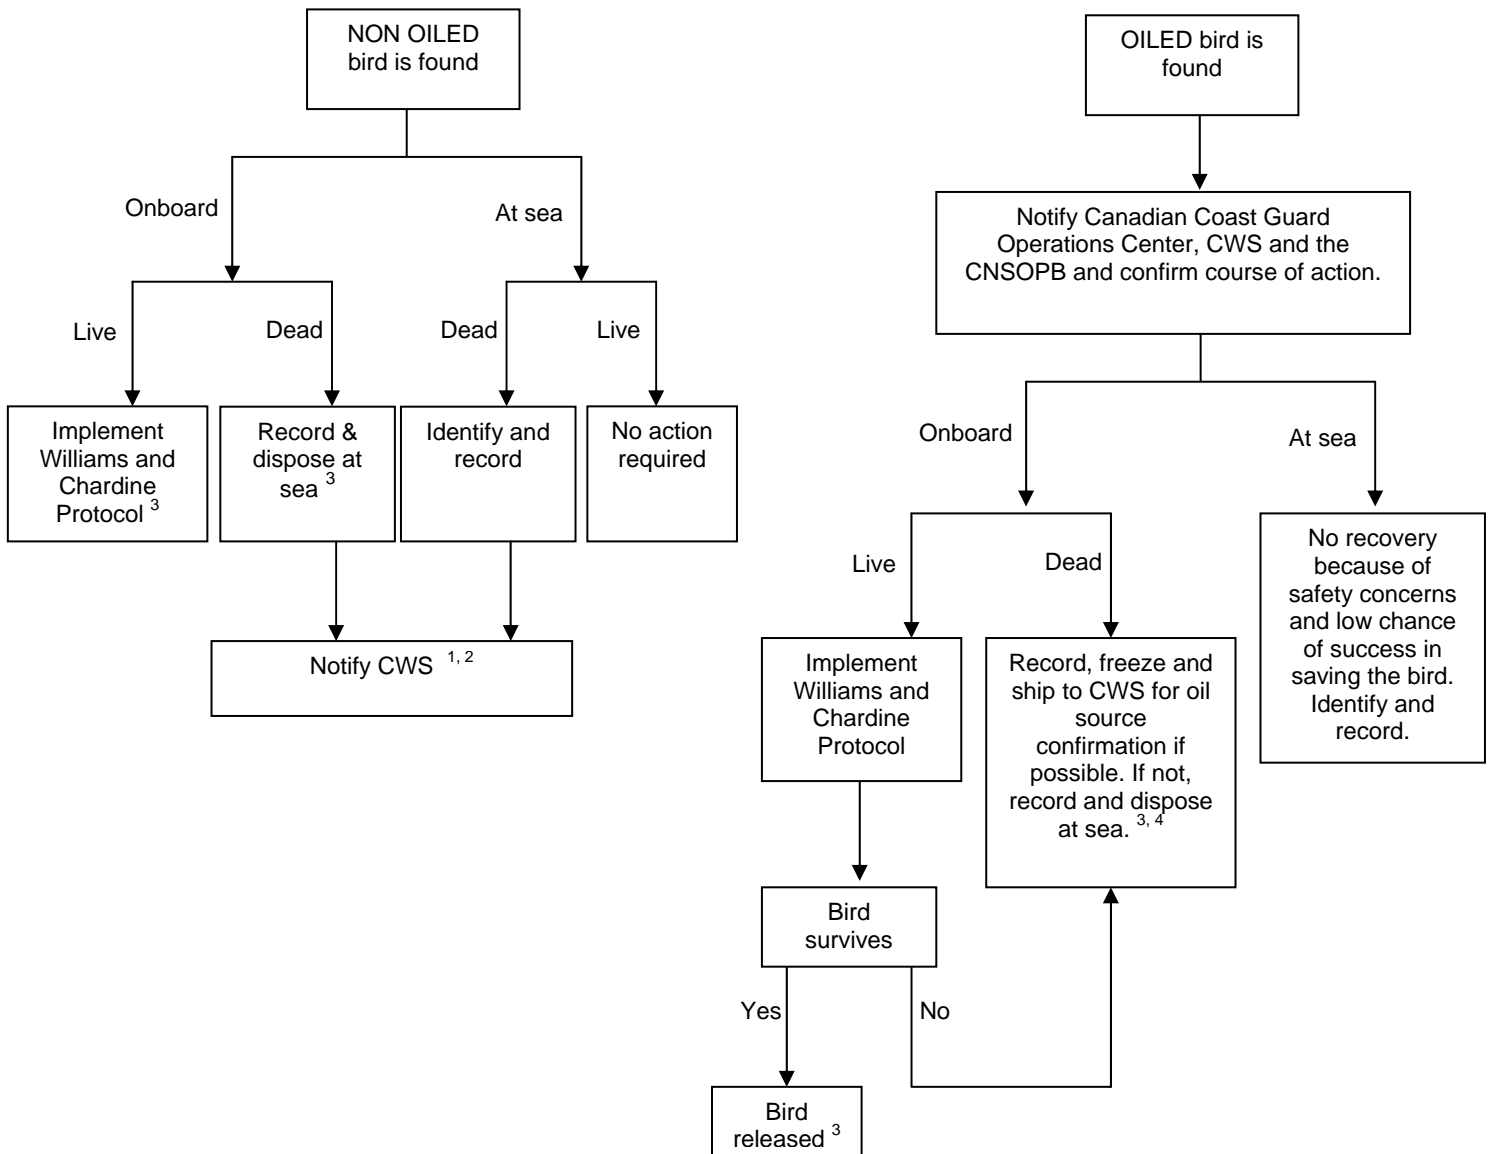 NON OILED
bird is found
Onboard
At sea
Live
Dead
Dead
Live
Implement
Williams and
Chardine
Protocol 3
Record &
dispose at
sea 3
Identify and
record
No action
required
Notify CWS 1, 2
OILED bird is
found
Notify Canadian Coast Guard
Operations Center, CWS and the
CNSOPB and confirm course of action.
Onboard
At sea
Live
Dead
No recovery
because of
safety concerns
and low chance
of success in
saving the bird.
Identify and
record.
Implement
Williams and
Chardine
Protocol
Record, freeze and
ship to CWS for oil
source
confirmation if
possible. If not,
record and dispose
at sea. 3, 4
Bird
survives
Yes
No
Bird
released 3